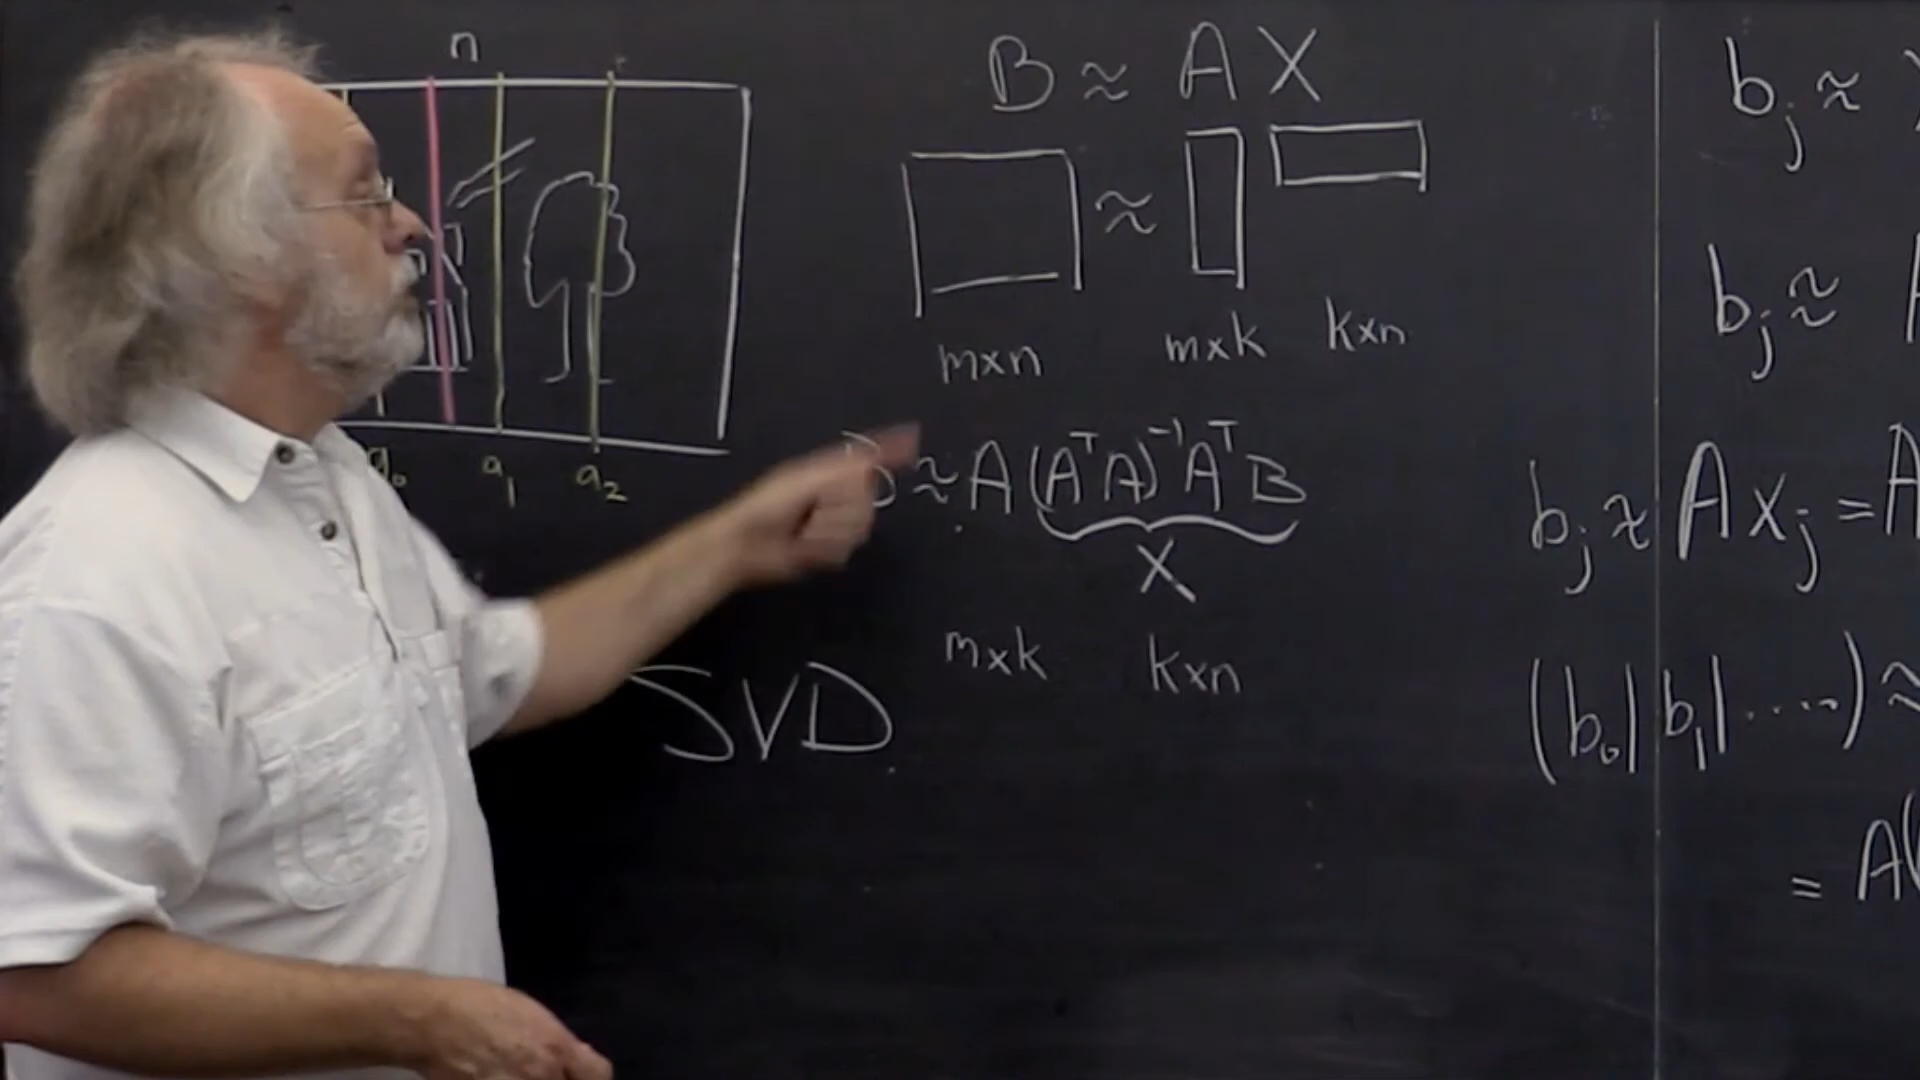 n
a₀ a₁ a₂
B ≈ A X
≈
m×n m×k k×n
B ≈ A (AᵀA)⁻¹ Aᵀ B
X
m×k k×n
SVD
bⱼ ≈
bⱼ ≈ A
bⱼ ≈ A xⱼ = A
(b₀ | b₁ | ....) ≈
= A(